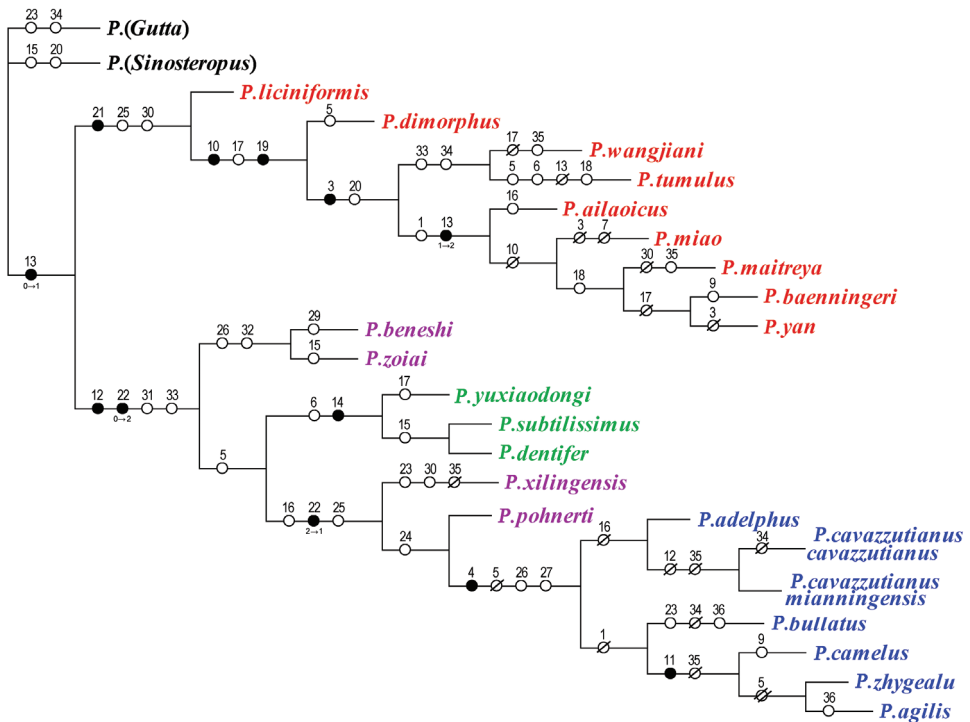 23 34
P.(Gutta)
15 20
P.(Sinosteropus)
P.liciniformis
21 25 30
5
P.dimorphus
10 17 19
17 35
P.wangjiani
33 34
5 6 13 18
P.tumulus
3 20
16
P.ailaoicus
1 13
1→2
3 7
P.miao
10
30 35
P.maitreya
18
9
P.baenningeri
17
3
P.yan
13
0→1
29
P.beneshi
26 32
15
P.zoiai
12 22 31 33
0→2
17
P.yuxiaodongi
6 14
P.subtilissimus
15
P.dentifer
5
23 30 35
P.xilingensis
16 22 25
2→1
P.pohnerti
24
P.adelphus
16
34
P.cavazzutianus
cavazzutianus
12 35
P.cavazzutianus
mianningensis
4 5 26 27
23 34 36
P.bullatus
1
9
P.camelus
11 35
P.zhygealu
5
36
P.agilis